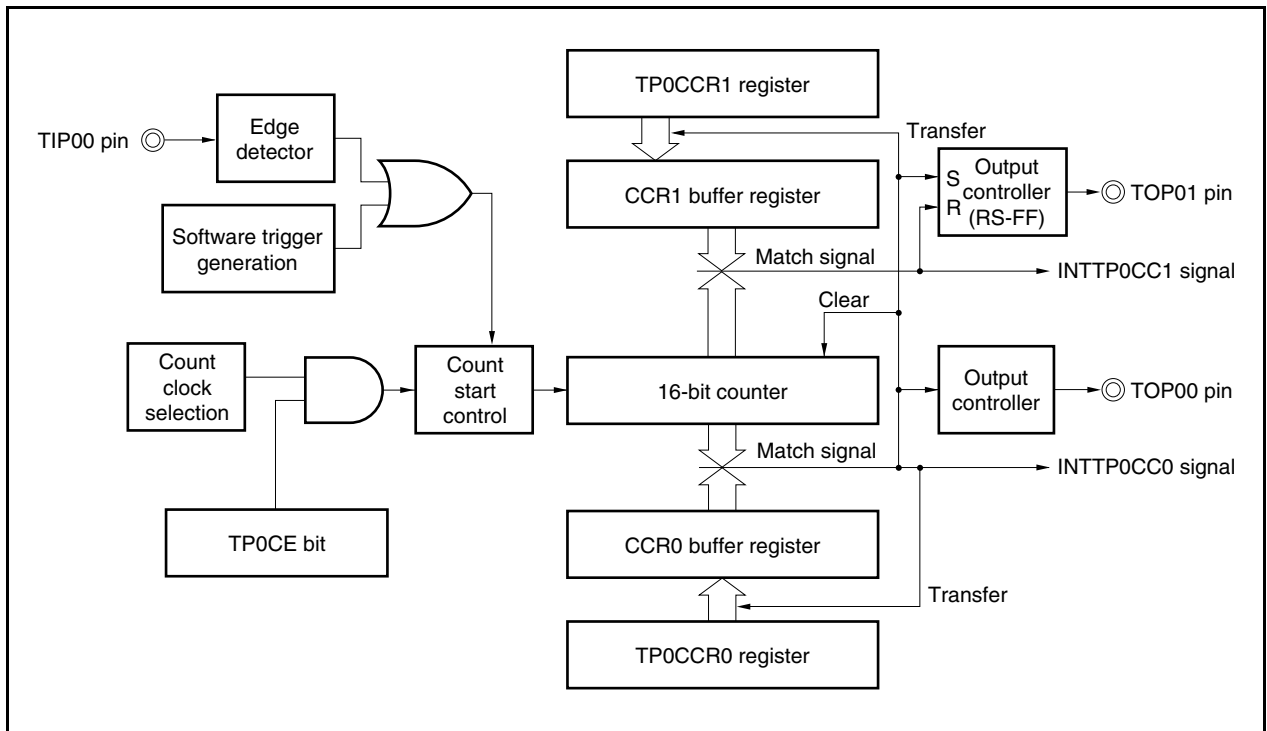 TP0CCR1 register
TIP00 pin
Edge
detector
Transfer
CCR1 buffer register
S
R
Output
controller
(RS-FF)
TOP01 pin
Software trigger
generation
Match signal
INTTP0CC1 signal
Clear
Count
clock
selection
Count
start
control
16-bit counter
Output
controller
TOP00 pin
Match signal
INTTP0CC0 signal
TP0CE bit
CCR0 buffer register
Transfer
TP0CCR0 register